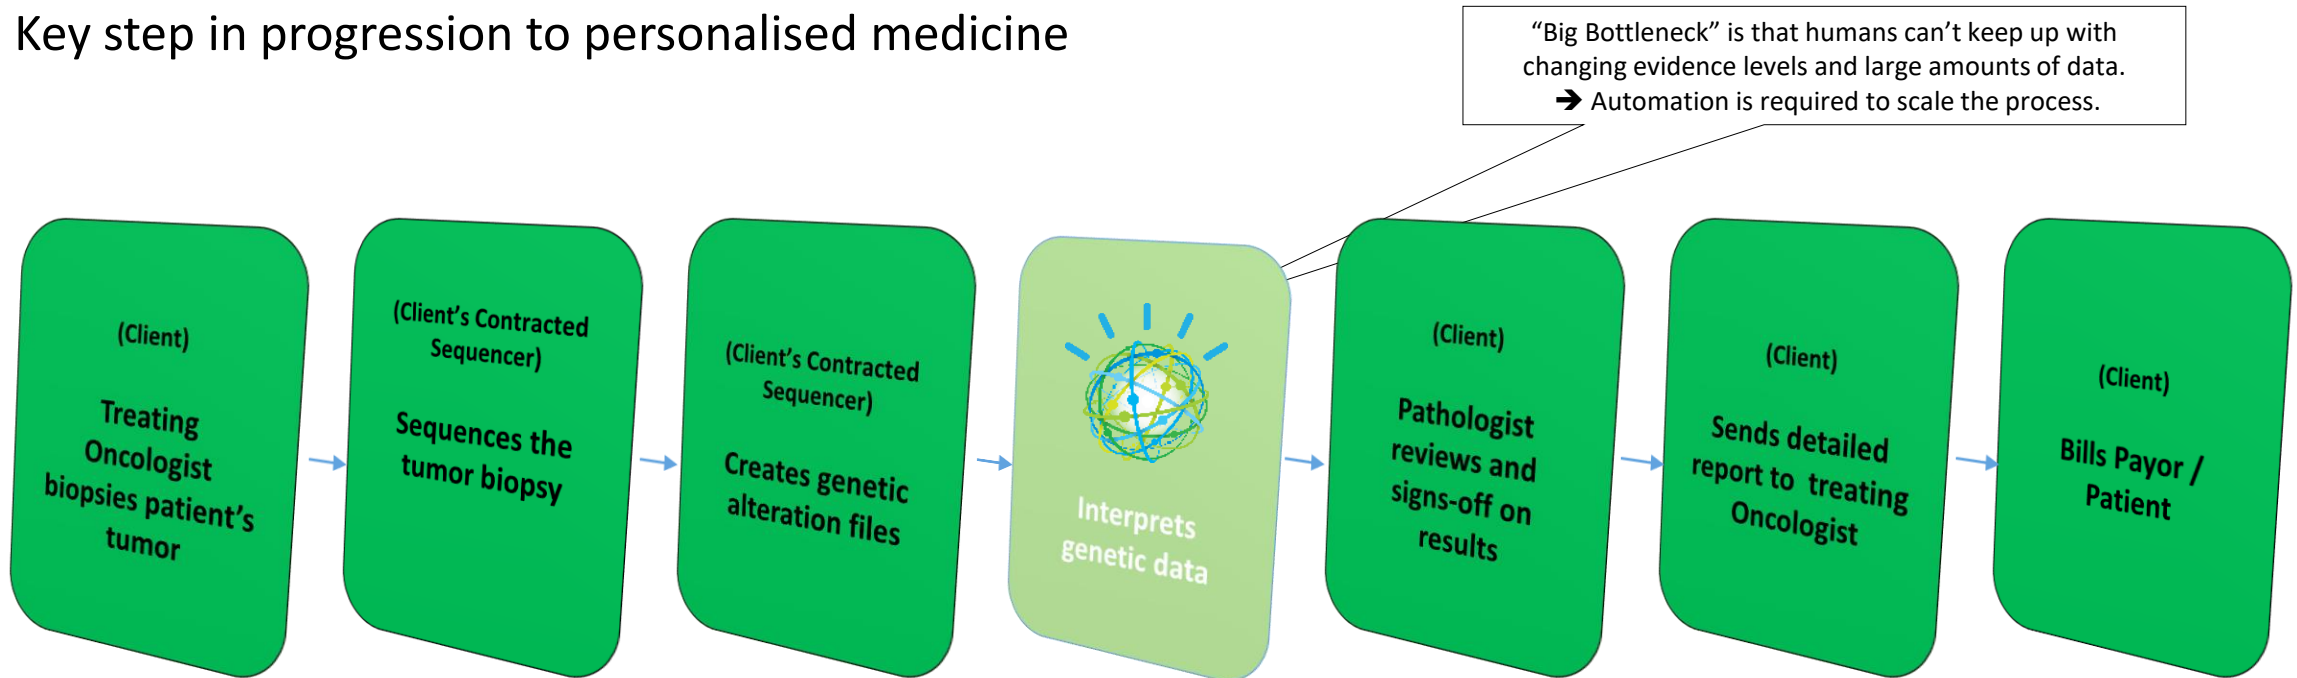 Key step in progression to personalised medicine
“Big Bottleneck” is that humans can’t keep up with
changing evidence levels and large amounts of data.
➔ Automation is required to scale the process.
(Client)
Treating
Oncologist
biopsies patient’s
tumor
(Client’s Contracted
Sequencer)
Sequences the
tumor biopsy
(Client’s Contracted
Sequencer)
Creates genetic
alteration files
Interprets
genetic data
(Client)
Pathologist
reviews and
signs-off on
results
(Client)
Sends detailed
report to treating
Oncologist
(Client)
Bills Payor /
Patient